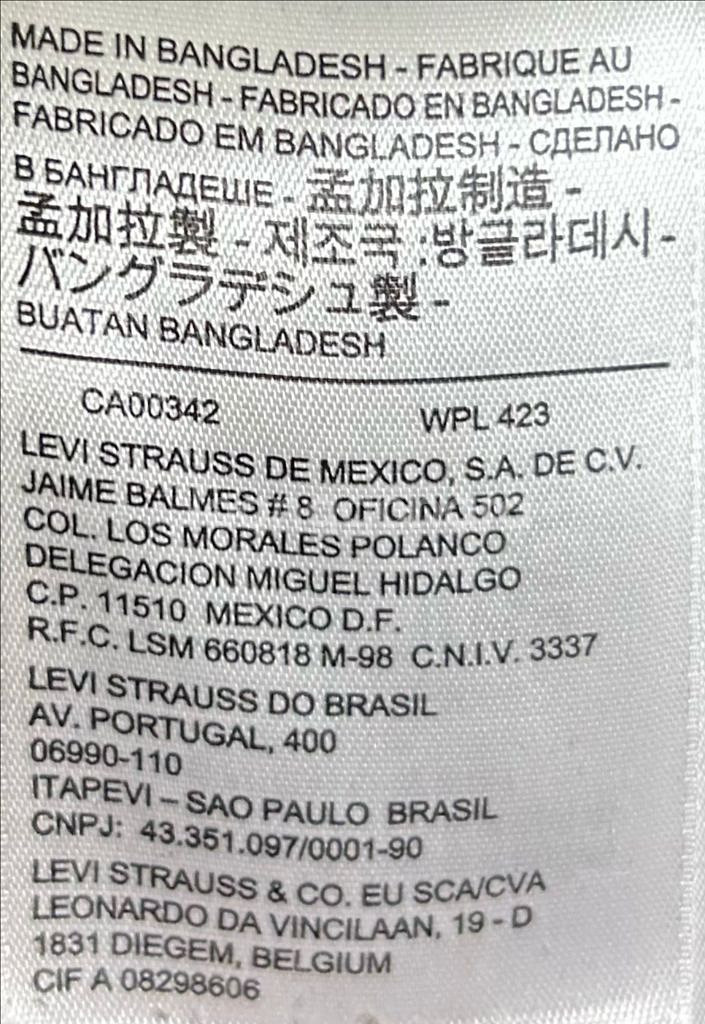 MADE IN BANGLADESH - FABRIQUE AU
BANGLADESH - FABRICADO EN BANGLADESH -
FABRICADO EM BANGLADESH - СДЕЛАНО
В БАНГЛАДЕШЕ - 孟加拉制造 -
孟加拉製 - 제조국 :방글라데시 -
バングラデシュ製 -
BUATAN BANGLADESH
CA00342 WPL 423
LEVI STRAUSS DE MEXICO, S.A. DE C.V.
JAIME BALMES # 8 OFICINA 502
COL. LOS MORALES POLANCO
DELEGACION MIGUEL HIDALGO
C.P. 11510 MEXICO D.F.
R.F.C. LSM 660818 M-98 C.N.I.V. 3337
LEVI STRAUSS DO BRASIL
AV. PORTUGAL, 400
06990-110
ITAPEVI – SAO PAULO BRASIL
CNPJ: 43.351.097/0001-90
LEVI STRAUSS & CO. EU SCA/CVA
LEONARDO DA VINCILAAN, 19 - D
1831 DIEGEM, BELGIUM
CIF A 08298606